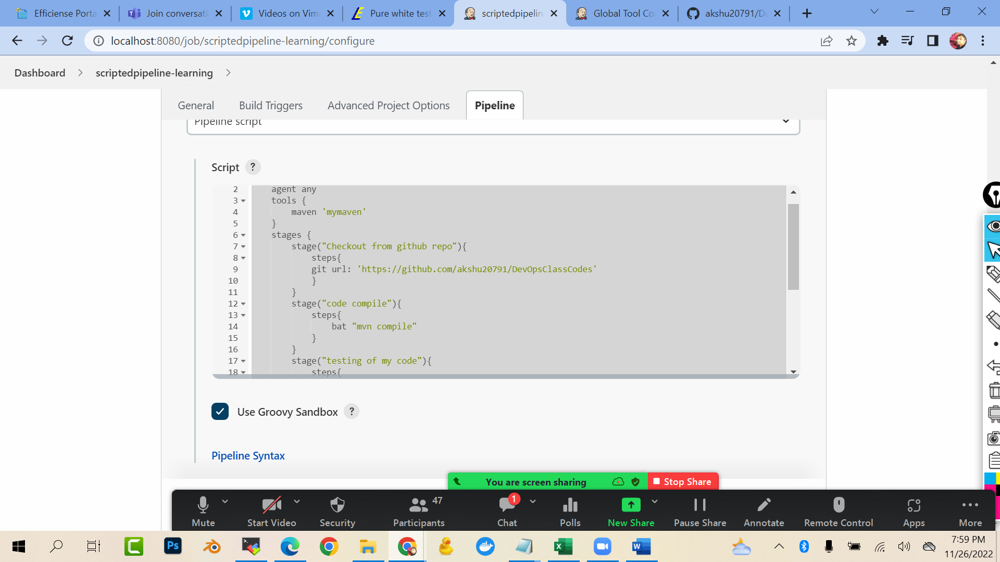 Efficiense Porta
Join conversati
Videos on Vim
Pure white test
scriptedpipelin
Global Tool Co
akshu20791/De
localhost:8080/job/scriptedpipeline-learning/configure
Dashboard
scriptedpipeline-learning
General
Build Triggers
Advanced Project Options
Pipeline
Pipeline script
Script ?
2 agent any
3 tools {
4 maven 'mymaven'
5 }
6 stages {
7 stage("Checkout from github repo"){
8 steps{
9 git url: 'https://github.com/akshu20791/DevOpsClassCodes'
10 }
11 }
12 stage("code compile"){
13 steps{
14 bat "mvn compile"
15 }
16 }
17 stage("testing of my code"){
18 steps{
Use Groovy Sandbox ?
Pipeline Syntax
You are screen sharing
Stop Share
47
1
Mute
Start Video
Security
Participants
Chat
Polls
New Share
Pause Share
Annotate
Remote Control
Apps
More
Ps
7:59 PM
11/26/2022